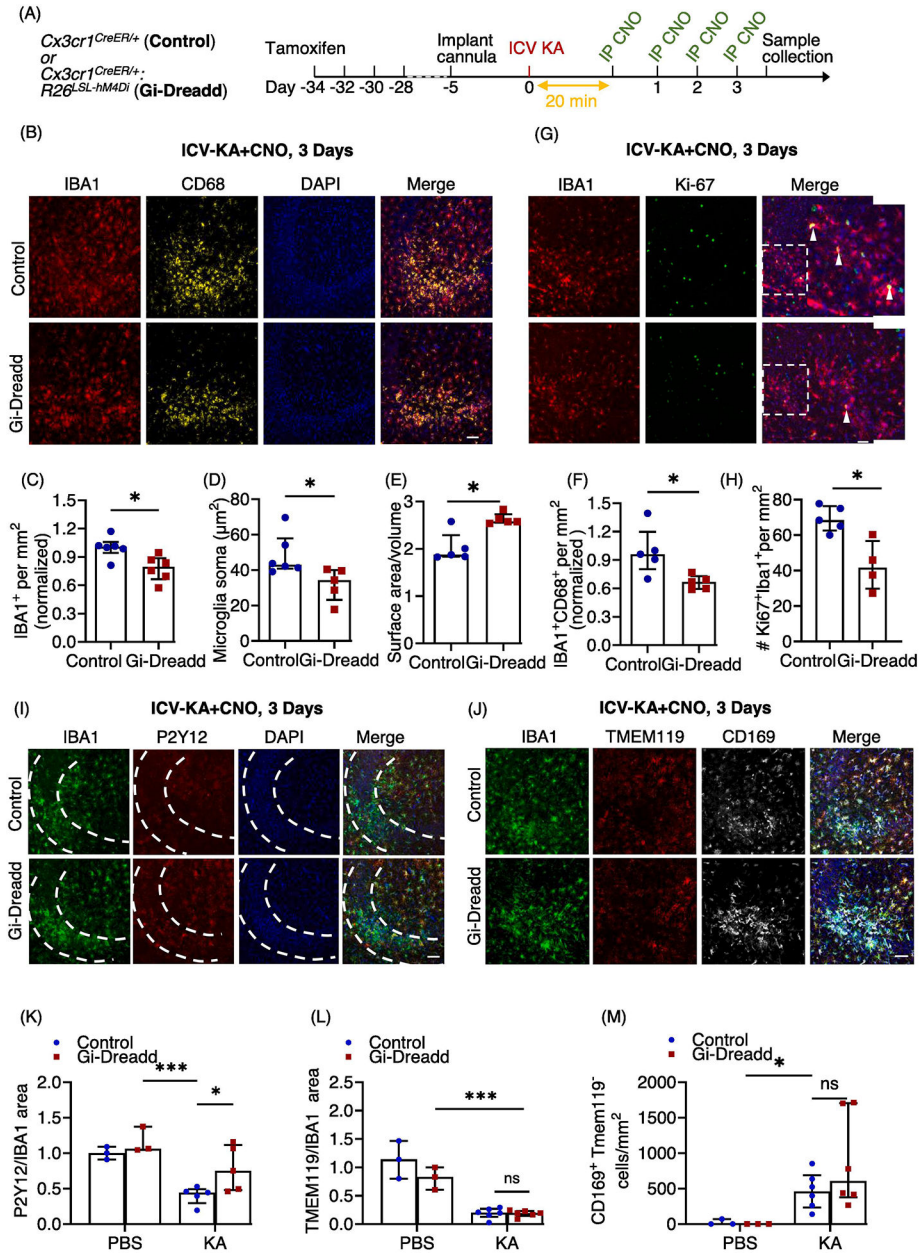 (A)
Cx3cr1^CreER/+ (Control)
or
Cx3cr1^CreER/+:
R26^LSL-hM4Di (Gi-Dreadd)
Tamoxifen
Implant
cannula
ICV KA
IP CNO
IP CNO
IP CNO
IP CNO
Sample
collection
Day -34 -32 -30 -28 -5 0 1 2 3
20 min
(B)
ICV-KA+CNO, 3 Days
IBA1 CD68 DAPI Merge
Control
Gi-Dreadd
(G)
ICV-KA+CNO, 3 Days
IBA1 Ki-67 Merge
(C)
IBA1⁺ per mm²
(normalized)
1.5
1.2
0.9
0.6
0.3
0.0
*
Control Gi-Dreadd
(D)
Microglia soma (µm²)
80
60
40
20
0
*
Control Gi-Dreadd
(E)
Surface area/volume
3
2
1
0
*
Control Gi-Dreadd
(F)
IBA1⁺CD68⁺ per mm²
(normalized)
1.5
1.2
0.9
0.6
0.3
0.0
*
Control Gi-Dreadd
(H)
# Ki67⁺Iba1⁺per mm²
100
80
60
40
20
0
*
Control Gi-Dreadd
(I)
ICV-KA+CNO, 3 Days
IBA1 P2Y12 DAPI Merge
Control
Gi-Dreadd
(J)
ICV-KA+CNO, 3 Days
IBA1 TMEM119 CD169 Merge
Control
Gi-Dreadd
(K)
Control
Gi-Dreadd
P2Y12/IBA1 area
2.0
1.5
1.0
0.5
0.0
***
*
PBS KA
(L)
Control
Gi-Dreadd
TMEM119/IBA1 area
2.0
1.5
1.0
0.5
0.0
***
ns
PBS KA
(M)
Control
Gi-Dreadd
CD169⁺ Tmem119⁻
cells/mm²
2000
1500
1000
500
0
*
ns
PBS KA